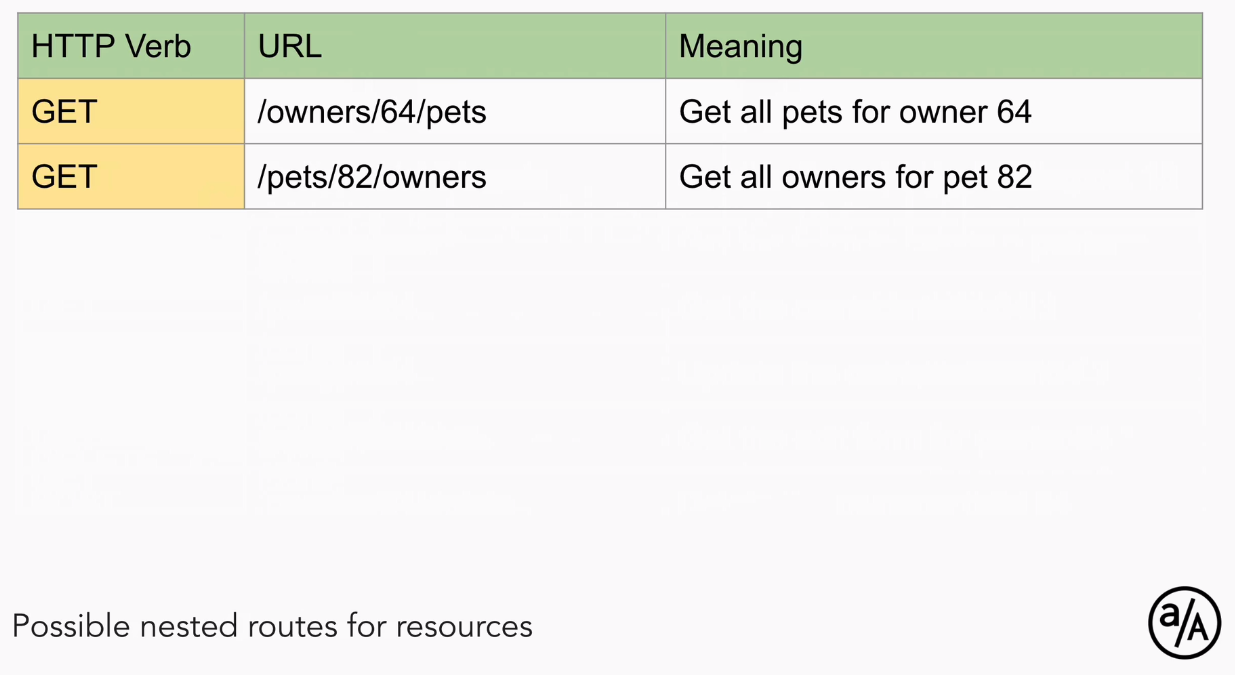 HTTP Verb URL Meaning
GET /owners/64/pets Get all pets for owner 64
GET /pets/82/owners Get all owners for pet 82
Possible nested routes for resources
a/A